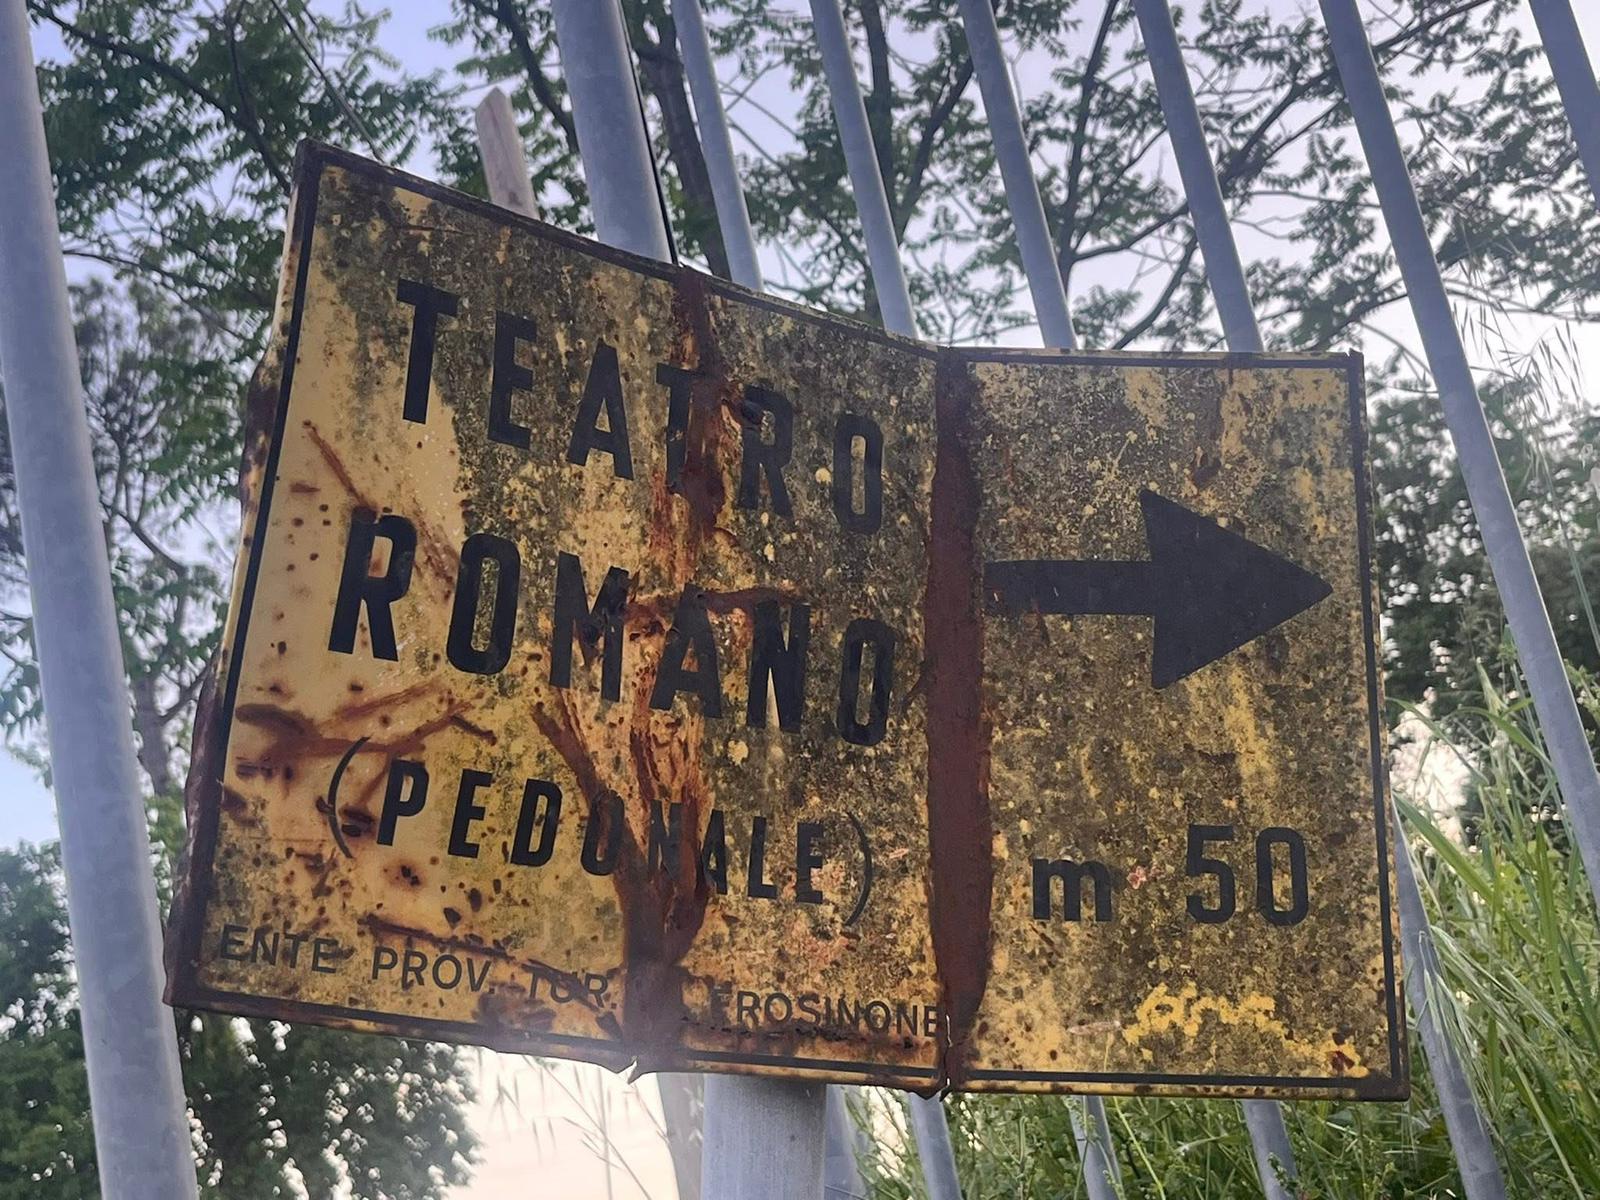 TEATRO
ROMANO
(PEDONALE)
m 50
ENTE PROV. TUR. FROSINONE